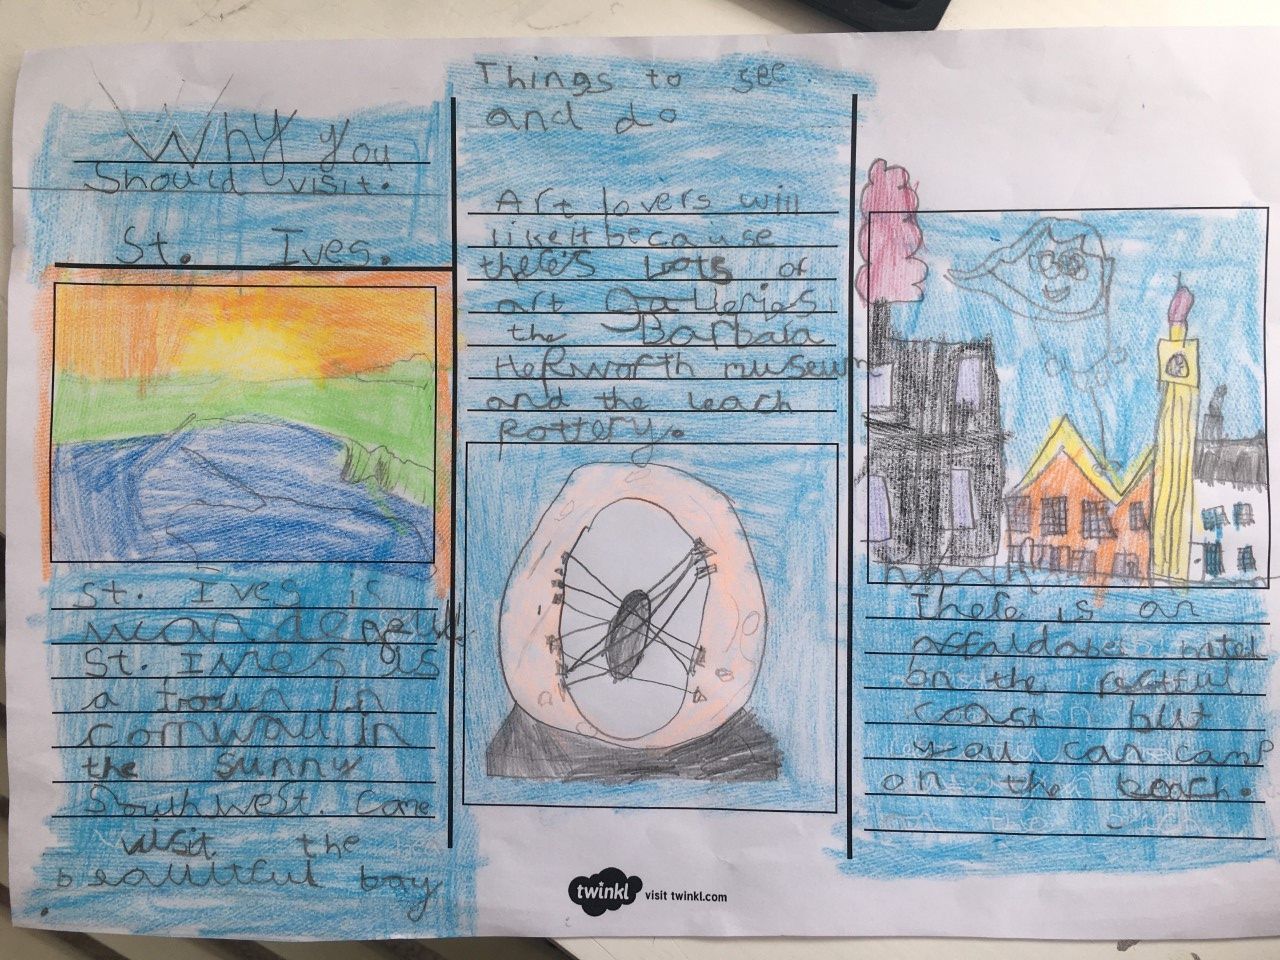 Why you
Should visit.
St. Ives.
St. Ives is
St. Ives is
a town in
cornwall in
the sunny
South west. Come
visit the
beautiful bay
.
Things to see
and do
Art lovers will
like it because
there's lots of
art galleries
the Barbara
Hepworth museum
and the Leach
pottery.
twinkl visit twinkl.com
There is an
hotel
on the
coast but
you can camp
on the beach.